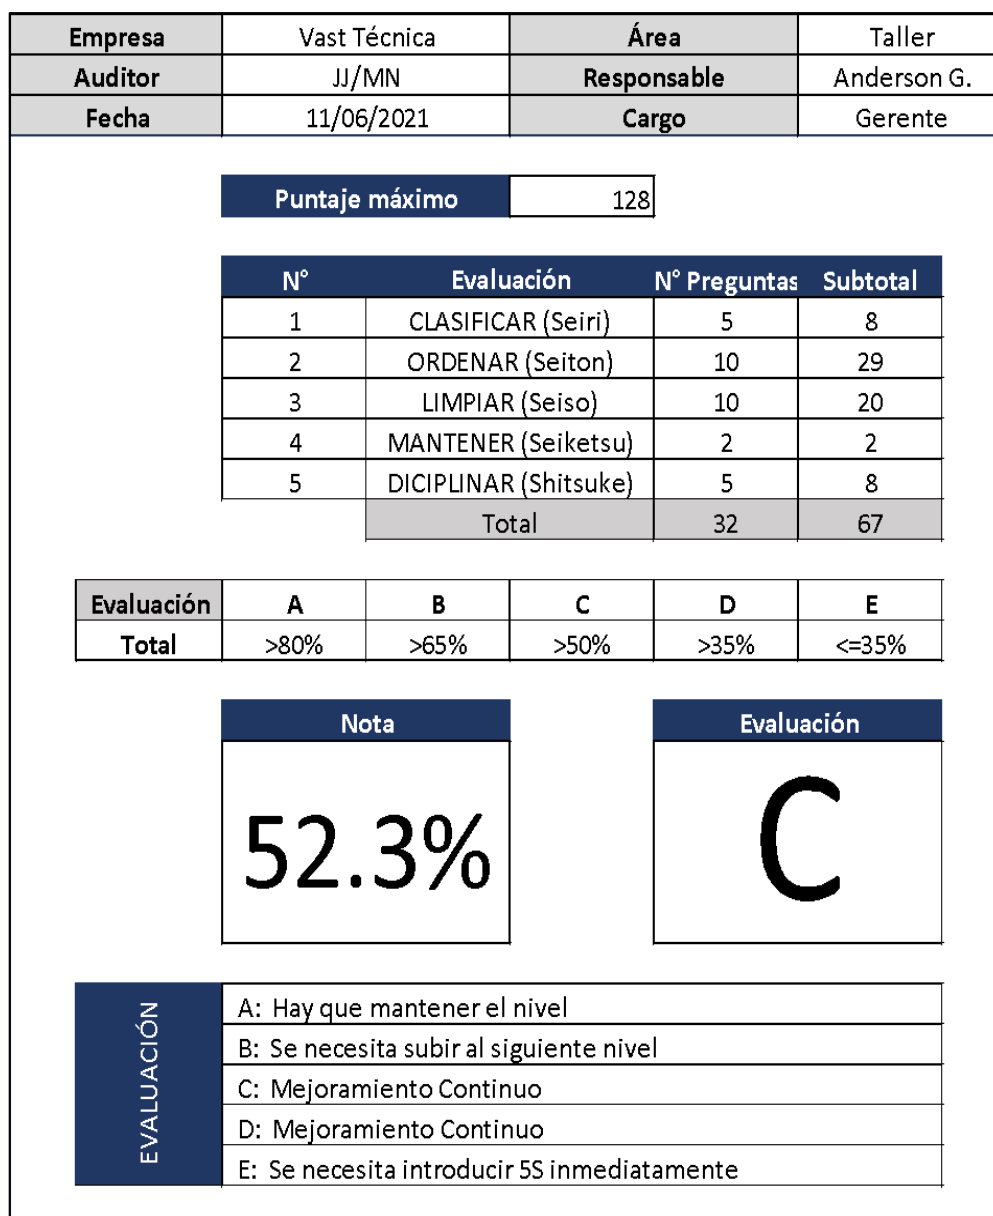 Empresa Vast Técnica Área Taller
Auditor JJ/MN Responsable Anderson G.
Fecha 11/06/2021 Cargo Gerente
Puntaje máximo 128
N° Evaluación N° Preguntas Subtotal
1 CLASIFICAR (Seiri) 5 8
2 ORDENAR (Seiton) 10 29
3 LIMPIAR (Seiso) 10 20
4 MANTENER (Seiketsu) 2 2
5 DICIPLINAR (Shitsuke) 5 8
Total 32 67
Evaluación A B C D E
Total >80% >65% >50% >35% <=35%
Nota Evaluación
52.3% C
EVALUACIÓN
A: Hay que mantener el nivel
B: Se necesita subir al siguiente nivel
C: Mejoramiento Continuo
D: Mejoramiento Continuo
E: Se necesita introducir 5S inmediatamente